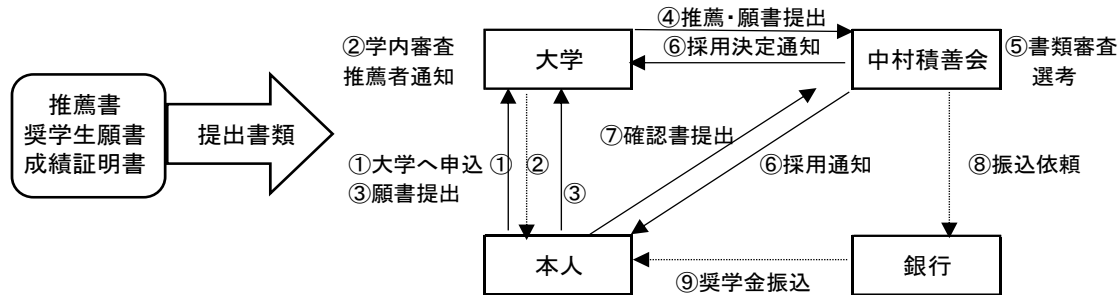 ④推薦・願書提出
②学内審査
推薦者通知
大学
⑥採用決定通知
中村積善会
⑤書類審査
選考
推薦書
奨学生願書
成績証明書
提出書類
⑦確認書提出
①大学へ申込
①
②
⑥採用通知
⑧振込依頼
③願書提出
③
本人
銀行
⑨奨学金振込